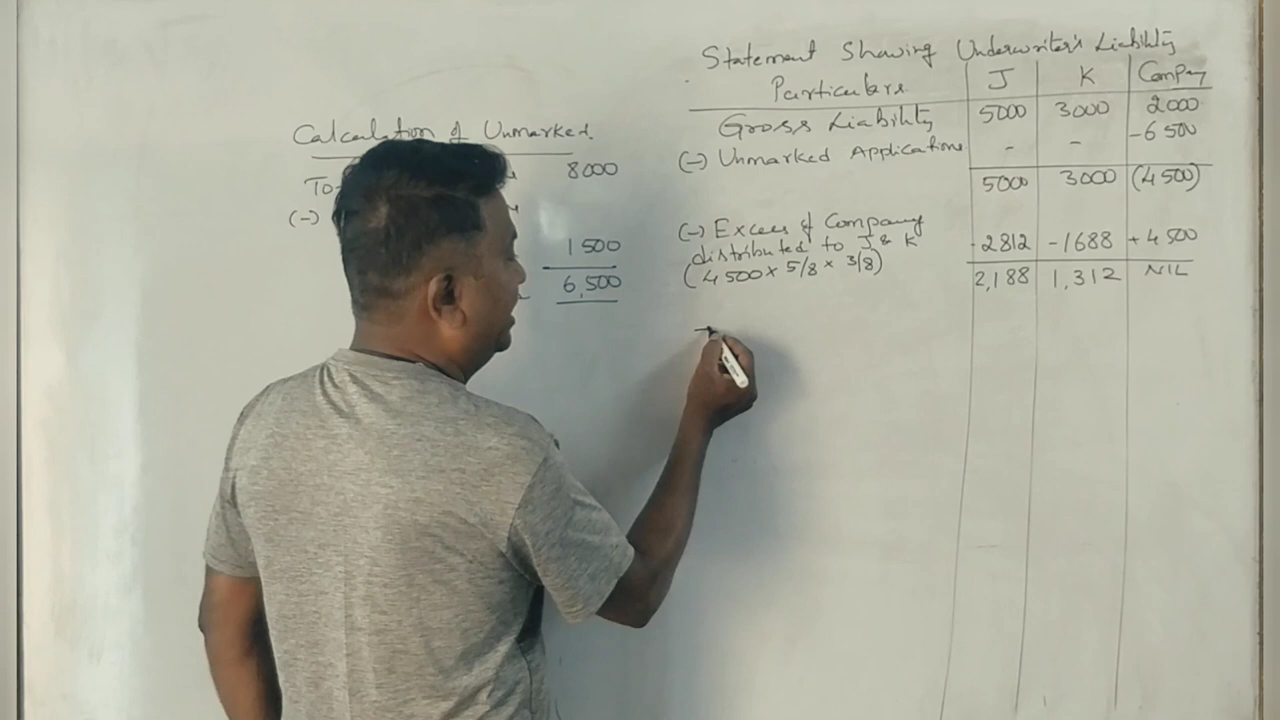 Calculation of Unmarked.
To
8000
(-)
1500
6,500
Statement Showing Underwriter's Liability
Particulars J K Company
Gross Liability 5000 3000 2000
(-) Unmarked Applications - - -6500
5000 3000 (4500)
(-) Excess of Company
distributed to J & K -2812 -1688 +4500
(4500 x 5/8 x 3/8)
2,188 1,312 NIL